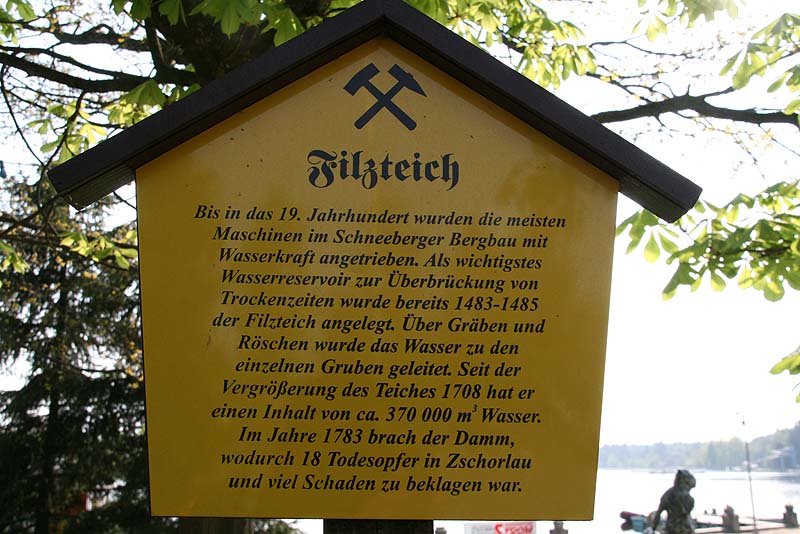 Filzteich
Bis in das 19. Jahrhundert wurden die meisten
Maschinen im Schneeberger Bergbau mit
Wasserkraft angetrieben. Als wichtigstes
Wasserreservoir zur Überbrückung von
Trockenzeiten wurde bereits 1483-1485
der Filzteich angelegt. Über Gräben und
Röschen wurde das Wasser zu den
einzelnen Gruben geleitet. Seit der
Vergrößerung des Teiches 1708 hat er
einen Inhalt von ca. 370 000 m³ Wasser.
Im Jahre 1783 brach der Damm,
wodurch 18 Todesopfer in Zschorlau
und viel Schaden zu beklagen war.